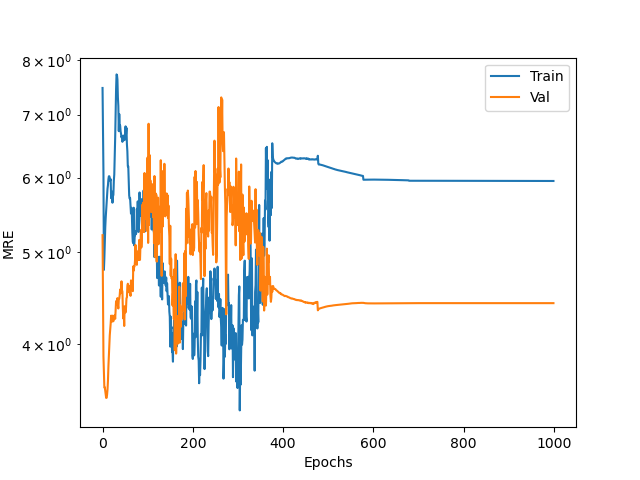 8 × 10⁰
7 × 10⁰
6 × 10⁰
5 × 10⁰
4 × 10⁰
MRE
0 200 400 600 800 1000
Epochs
Train
Val